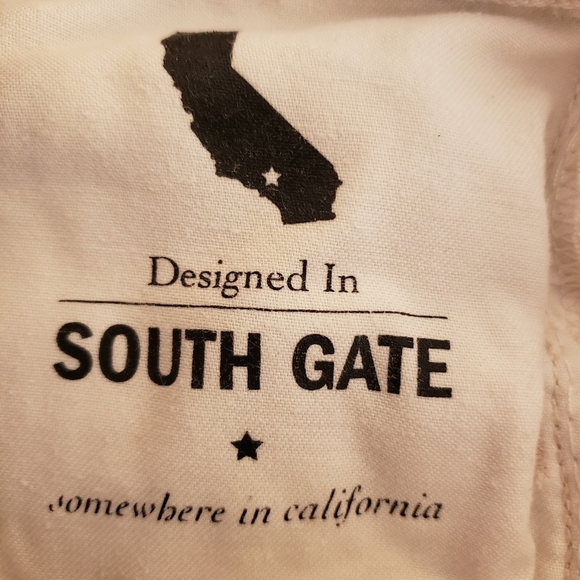 Designed In
SOUTH GATE
somewhere in california